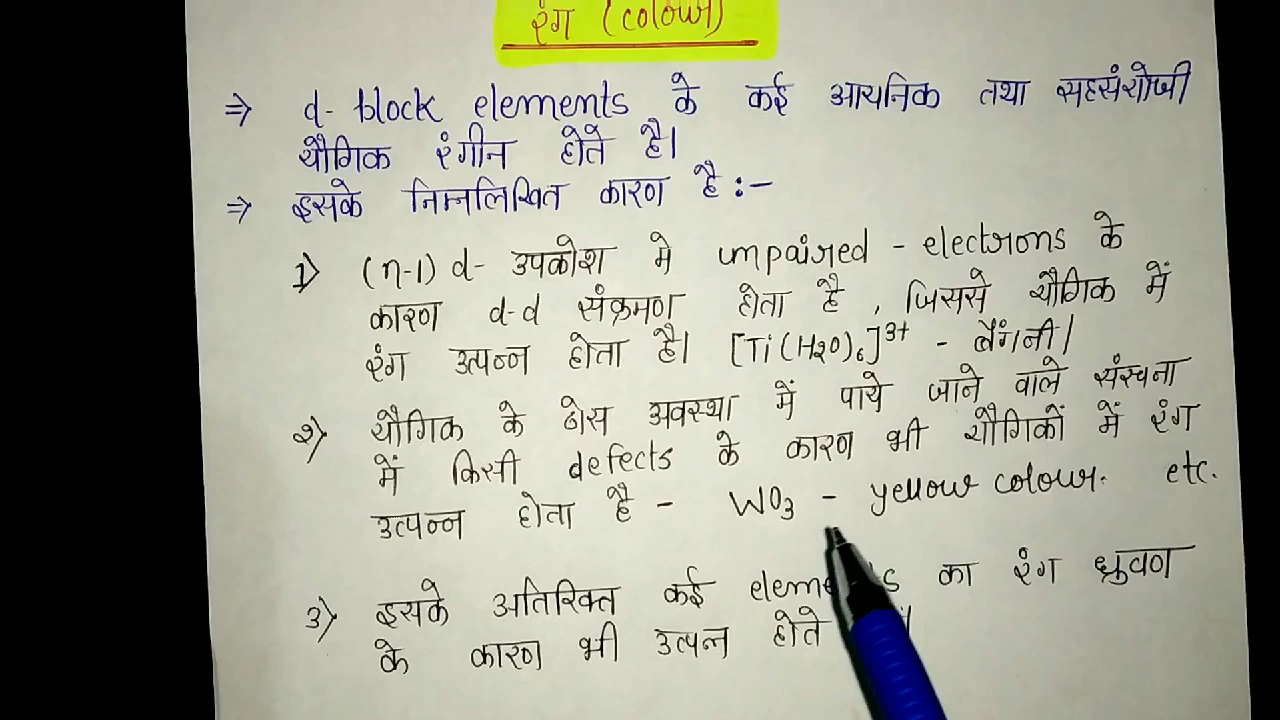 रंग (colour)
⇒ d-block elements के कई आयनिक तथा सहसंयोजी
यौगिक रंगीन होते है।
⇒ इसके निम्नलिखित कारण है :-
1) (n-1) d- उपकोश मे unpaired - electrons के
कारण d-d संक्रमण होता है , जिससे यौगिक में
रंग उत्पन्न होता है। [Ti(H2O)6]3+ - बैंगनी।
2) यौगिक के ठोस अवस्था में पाये जाने वाले संरचना
में किसी defects के कारण भी यौगिकों में रंग
उत्पन्न होता है - WO3 - yellow colour. etc.
3) इसके अतिरिक्त कई का रंग ध्रुवण
के कारण भी उत्पन्न होते